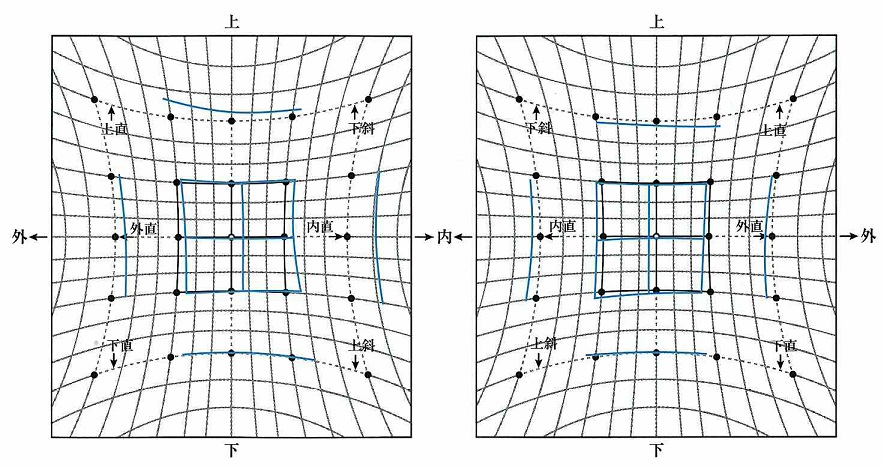 上 上
上直 下斜 下斜 上直
外 外直 内直 内 内直 外直 外
下直 上斜 上斜 下直
下 下